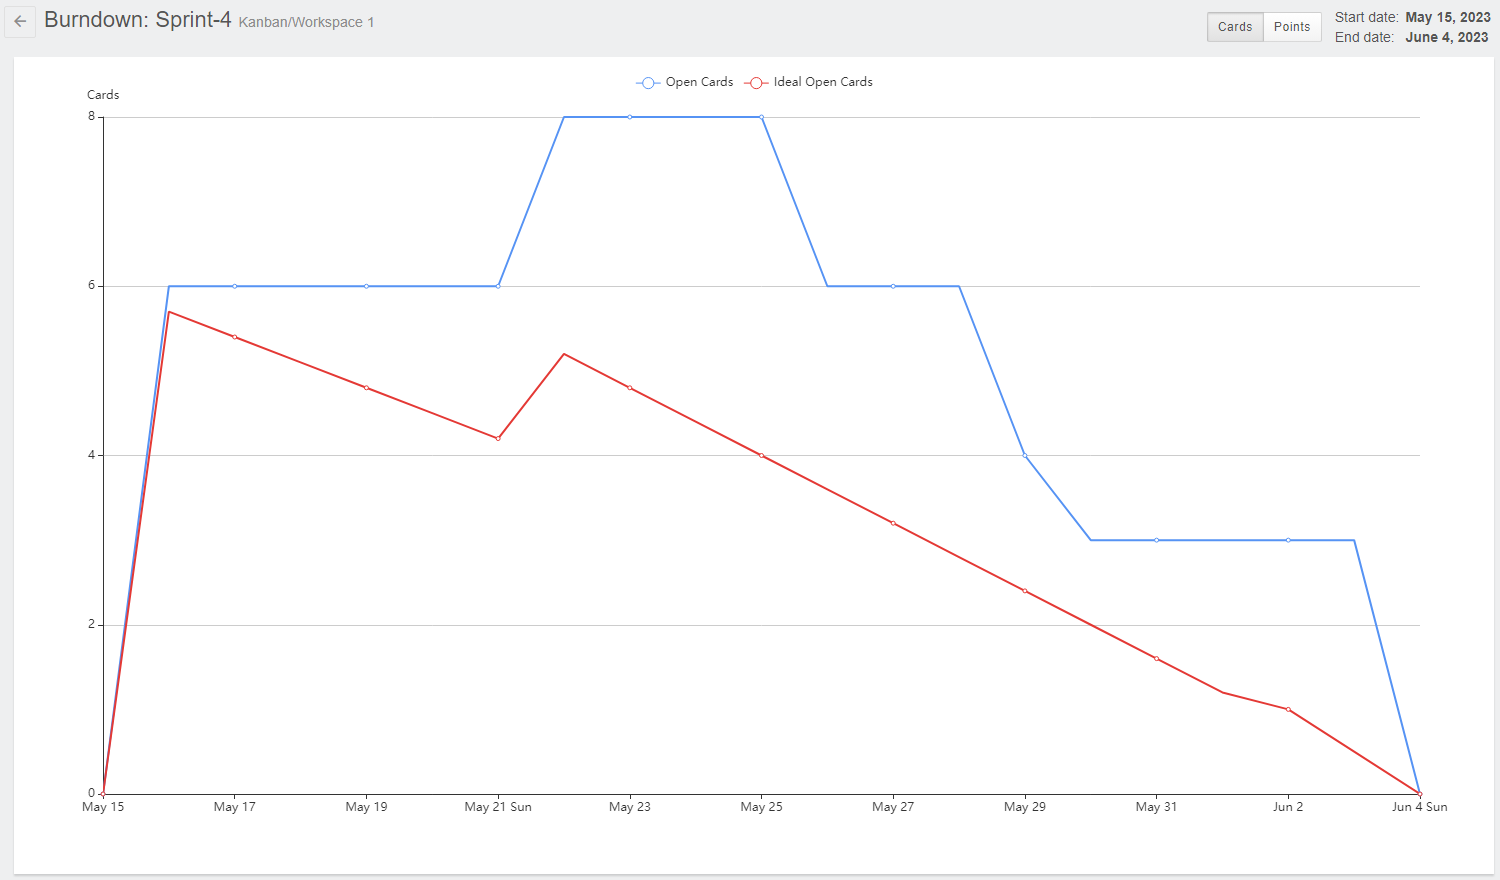 Burndown: Sprint-4 Kanban/Workspace 1
Cards Points
Start date: May 15, 2023
End date: June 4, 2023
Open Cards Ideal Open Cards
Cards
8
6
4
2
0
May 15 May 17 May 19 May 21 Sun May 23 May 25 May 27 May 29 May 31 Jun 2 Jun 4 Sun